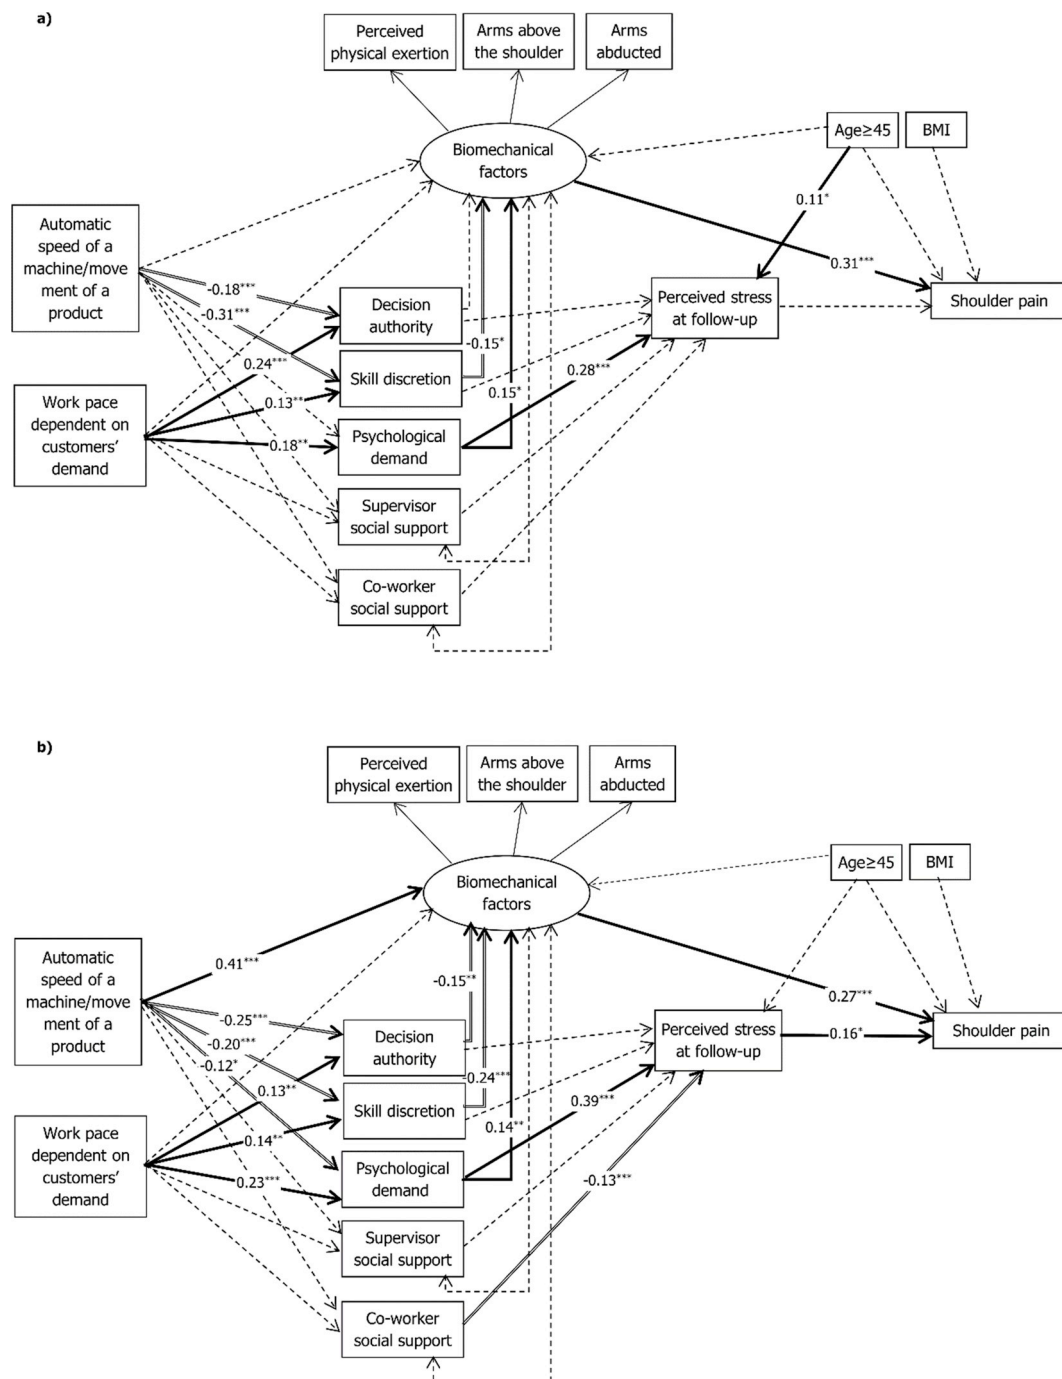 a)
Perceived
physical exertion
Arms above
the shoulder
Arms
abducted
Age≥45
BMI
Biomechanical
factors
0.11*
Automatic
speed of a
machine/move
ment of a
product
-0.18***
-0.31***
0.31***
Decision
authority
Perceived stress
at follow-up
Shoulder pain
-0.15*
0.24***
Skill discretion
0.28***
0.15*
0.13**
Work pace
dependent on
customers’
demand
0.18**
Psychological
demand
Supervisor
social support
Co-worker
social support
b)
Perceived
physical exertion
Arms above
the shoulder
Arms
abducted
Age≥45
BMI
Biomechanical
factors
0.41***
Automatic
speed of a
machine/move
ment of a
product
-0.15**
0.27***
-0.25***
-0.20***
-0.12*
Decision
authority
Perceived stress
at follow-up
0.16*
Shoulder pain
0.13**
-0.24***
Skill discretion
0.39***
0.14**
0.14**
Work pace
dependent on
customers’
demand
0.23***
Psychological
demand
-0.13***
Supervisor
social support
Co-worker
social support